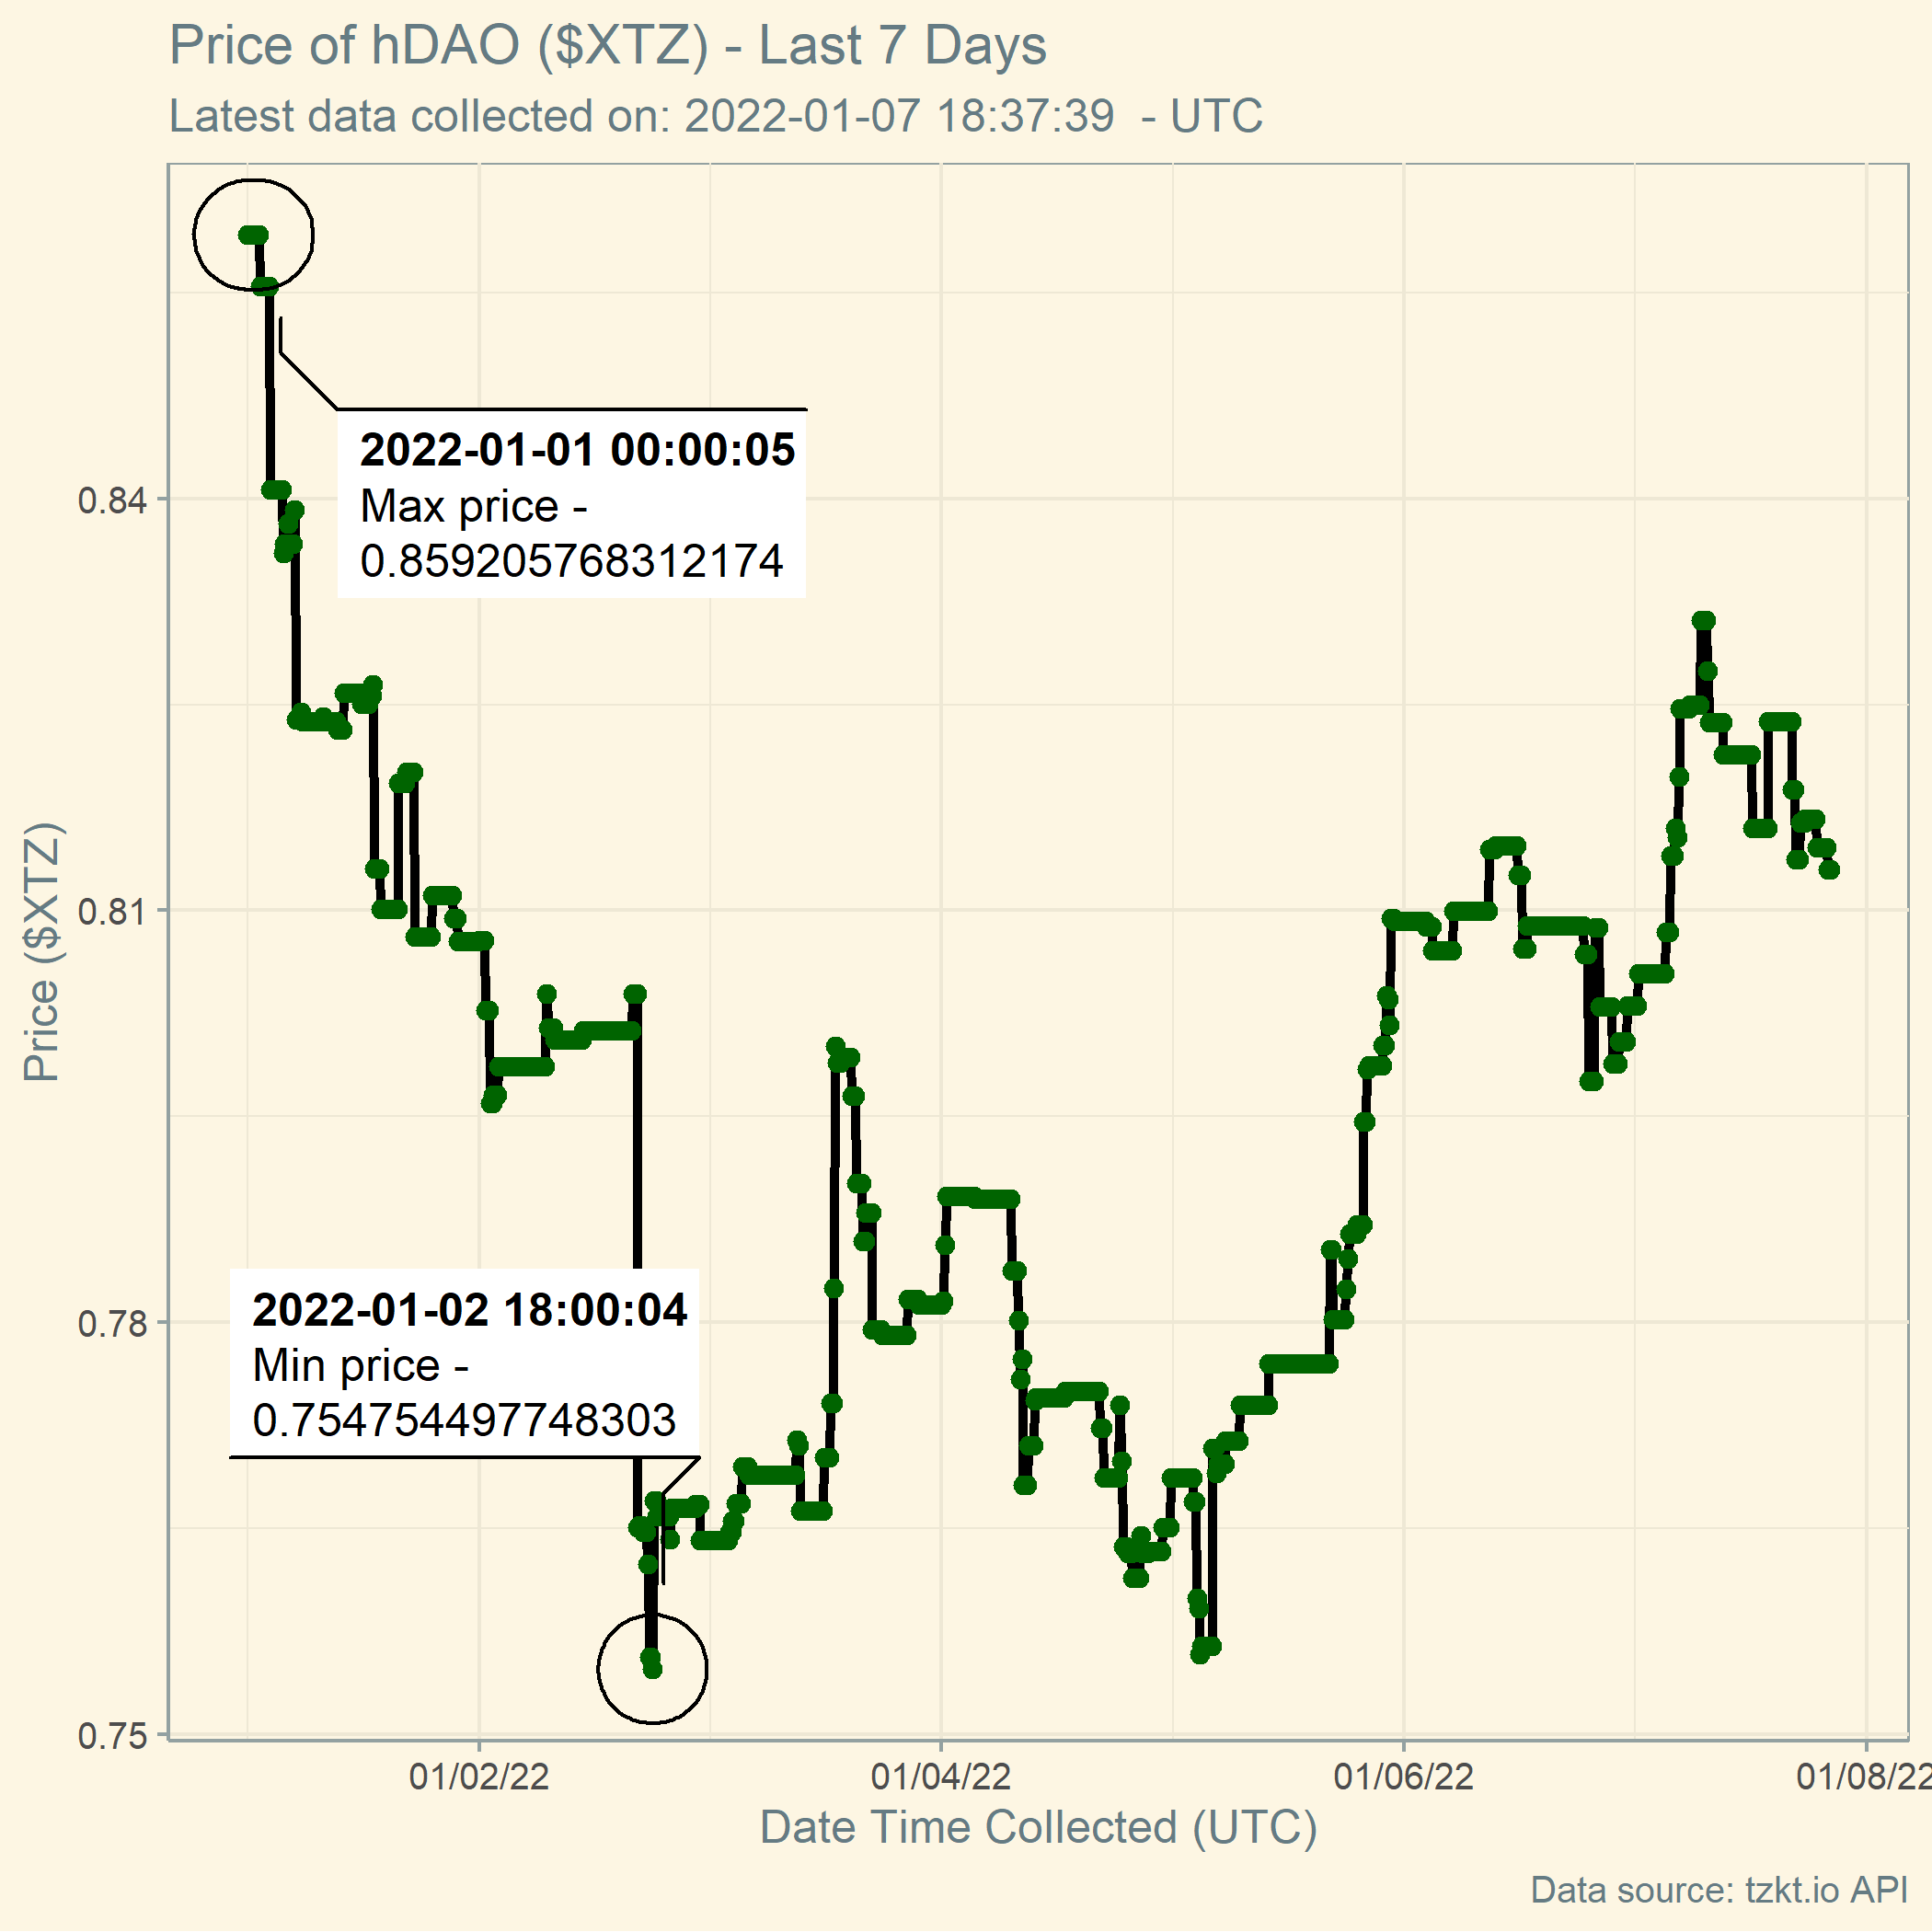 Price of hDAO ($XTZ) - Last 7 Days
Latest data collected on: 2022-01-07 18:37:39  - UTC
2022-01-01 00:00:05
Max price -
0.859205768312174
0.84
0.81
0.78
0.75
Price ($XTZ)
2022-01-02 18:00:04
Min price -
0.754754497748303
01/02/22
01/04/22
01/06/22
01/08/22
Date Time Collected (UTC)
Data source: tzkt.io API